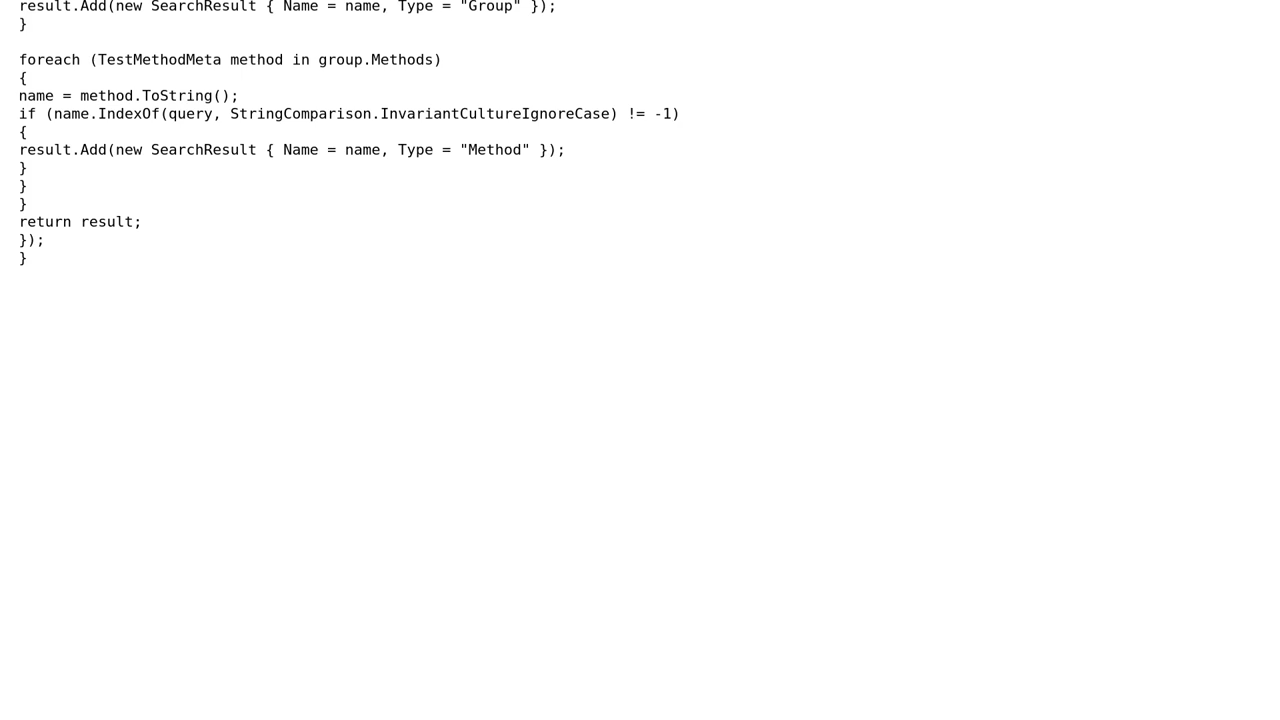 result.Add(new SearchResult { Name = name, Type = "Group" });
}
foreach (TestMethodMeta method in group.Methods)
{
name = method.ToString();
if (name.IndexOf(query, StringComparison.InvariantCultureIgnoreCase) != -1)
{
result.Add(new SearchResult { Name = name, Type = "Method" });
}
}
}
return result;
});
}